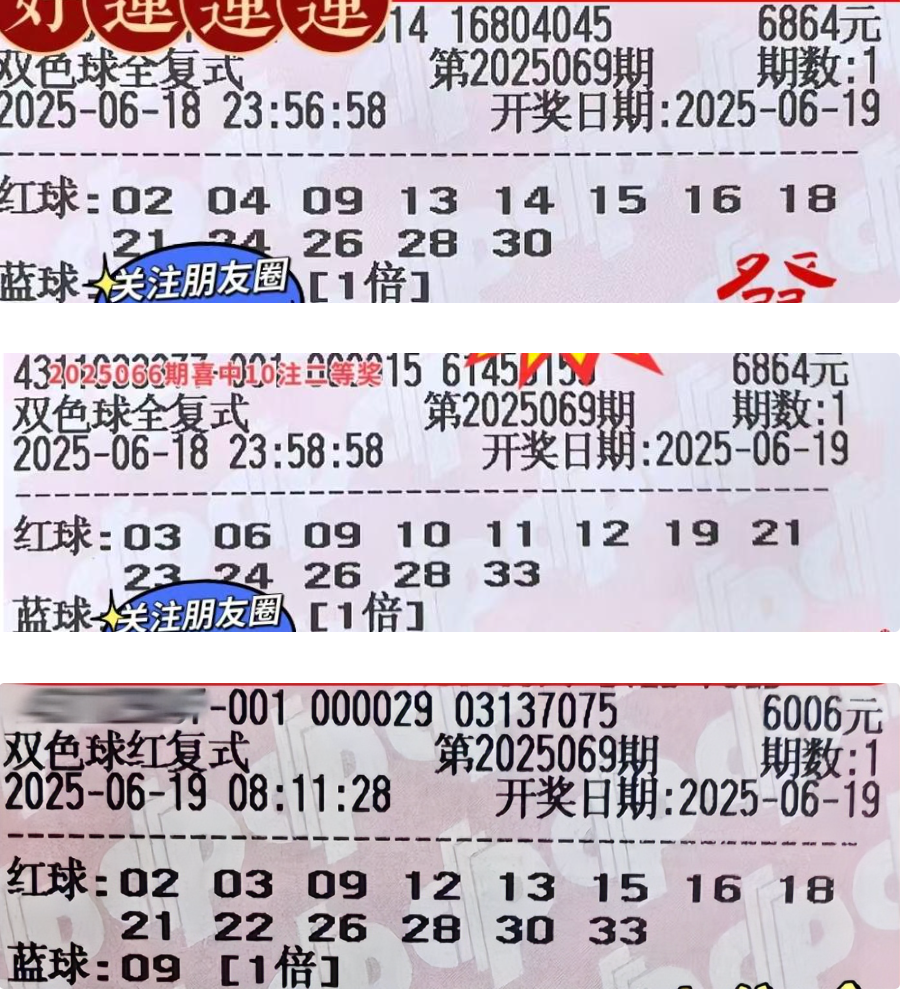 好運運運
14 16804045 6864元
双色球全复式 第2025069期 期数:1
2025-06-18 23:56:58 开奖日期:2025-06-19
红球:02 04 09 13 14 15 16 18
21 24 26 28 30
蓝球 关注朋友圈 [1倍]
發
2025066期喜中10注二等奖 15 6864元
双色球全复式 第2025069期 期数:1
2025-06-18 23:58:58 开奖日期:2025-06-19
红球:03 06 09 10 11 12 19 21
23 24 26 28 33
蓝球 关注朋友圈 [1倍]
-001 000029 03137075 6006元
双色球红复式 第2025069期 期数:1
2025-06-19 08:11:28 开奖日期:2025-06-19
红球:02 03 09 12 13 15 16 18
21 22 26 28 30 33
蓝球:09 [1倍]